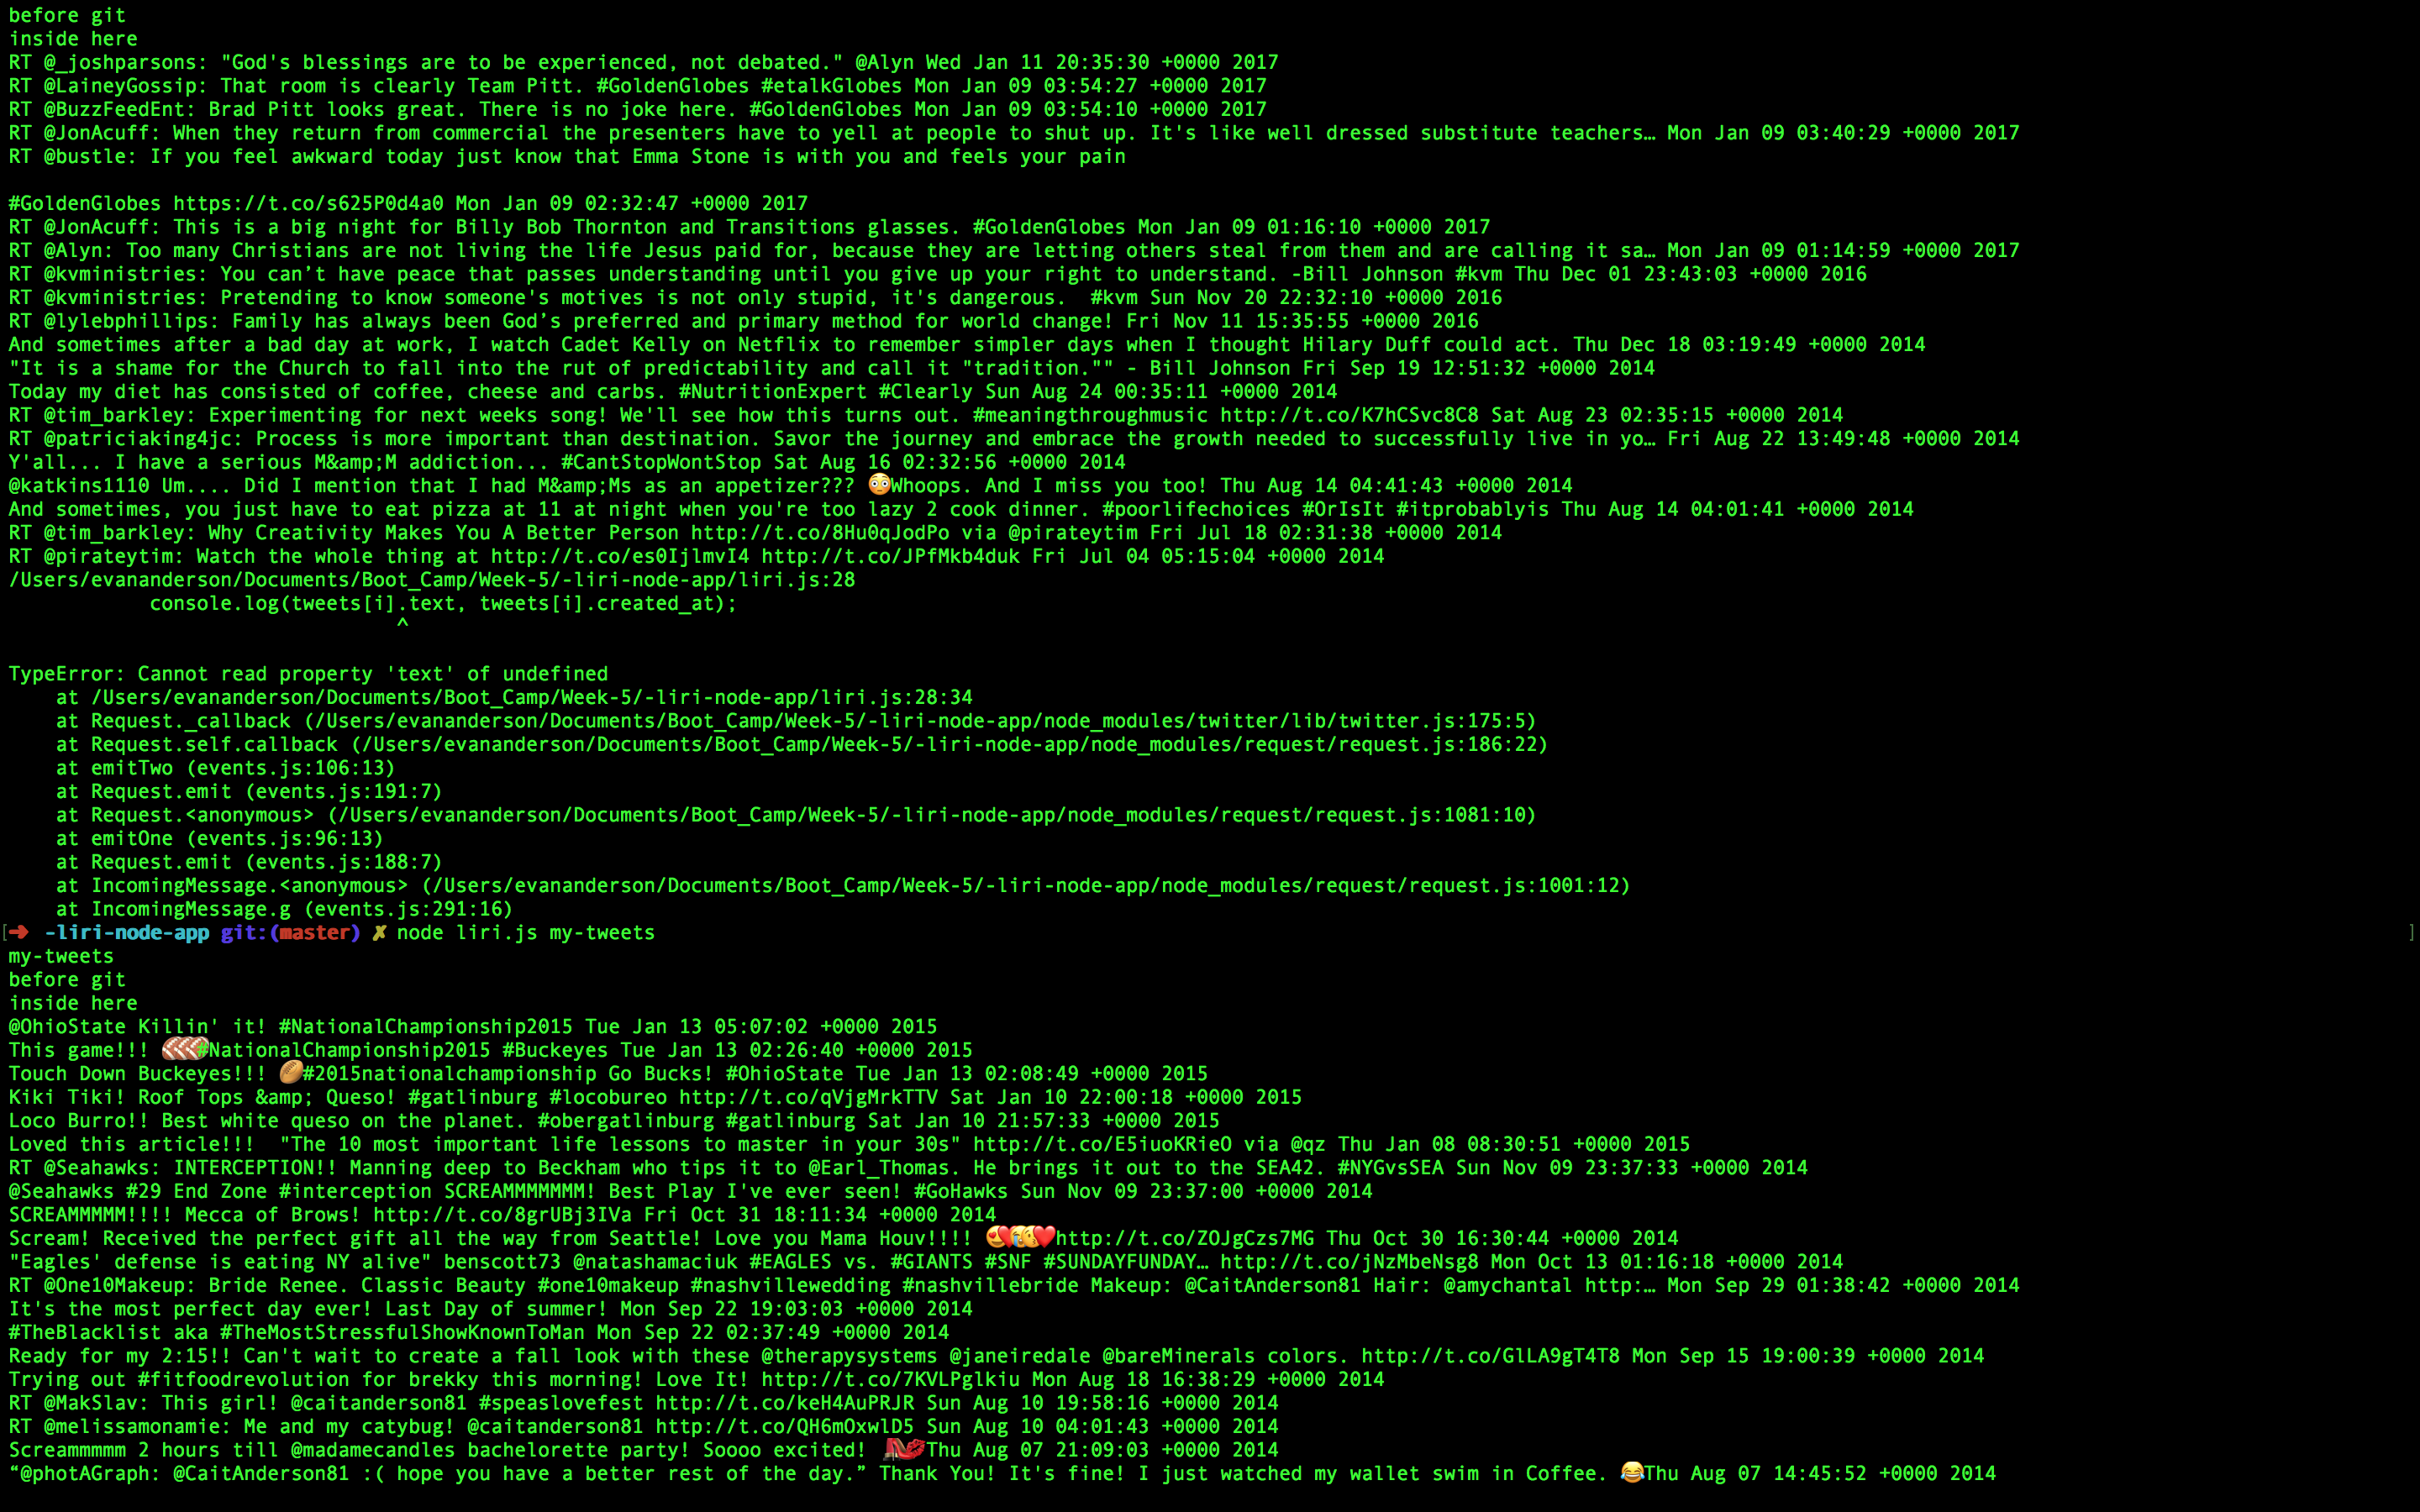 before git
inside here
RT @_joshparsons: "God's blessings are to be experienced, not debated." @Alyn Wed Jan 11 20:35:30 +0000 2017
RT @LaineyGossip: That room is clearly Team Pitt. #GoldenGlobes #etalkGlobes Mon Jan 09 03:54:27 +0000 2017
RT @BuzzFeedEnt: Brad Pitt looks great. There is no joke here. #GoldenGlobes Mon Jan 09 03:54:10 +0000 2017
RT @JonAcuff: When they return from commercial the presenters have to yell at people to shut up. It's like well dressed substitute teachers… Mon Jan 09 03:40:29 +0000 2017
RT @bustle: If you feel awkward today just know that Emma Stone is with you and feels your pain

#GoldenGlobes https://t.co/s625P0d4a0 Mon Jan 09 02:32:47 +0000 2017
RT @JonAcuff: This is a big night for Billy Bob Thornton and Transitions glasses. #GoldenGlobes Mon Jan 09 01:16:10 +0000 2017
RT @Alyn: Too many Christians are not living the life Jesus paid for, because they are letting others steal from them and are calling it sa… Mon Jan 09 01:14:59 +0000 2017
RT @kvministries: You can’t have peace that passes understanding until you give up your right to understand. -Bill Johnson #kvm Thu Dec 01 23:43:03 +0000 2016
RT @kvministries: Pretending to know someone's motives is not only stupid, it's dangerous.  #kvm Sun Nov 20 22:32:10 +0000 2016
RT @lylebphillips: Family has always been God’s preferred and primary method for world change! Fri Nov 11 15:35:55 +0000 2016
And sometimes after a bad day at work, I watch Cadet Kelly on Netflix to remember simpler days when I thought Hilary Duff could act. Thu Dec 18 03:19:49 +0000 2014
"It is a shame for the Church to fall into the rut of predictability and call it "tradition."" - Bill Johnson Fri Sep 19 12:51:32 +0000 2014
Today my diet has consisted of coffee, cheese and carbs. #NutritionExpert #Clearly Sun Aug 24 00:35:11 +0000 2014
RT @tim_barkley: Experimenting for next weeks song! We'll see how this turns out. #meaningthroughmusic http://t.co/K7hCSvc8C8 Sat Aug 23 02:35:15 +0000 2014
RT @patriciaking4jc: Process is more important than destination. Savor the journey and embrace the growth needed to successfully live in yo… Fri Aug 22 13:49:48 +0000 2014
Y'all... I have a serious M&amp;M addiction... #CantStopWontStop Sat Aug 16 02:32:56 +0000 2014
@katkins1110 Um.... Did I mention that I had M&amp;Ms as an appetizer??? 😳Whoops. And I miss you too! Thu Aug 14 04:41:43 +0000 2014
And sometimes, you just have to eat pizza at 11 at night when you're too lazy 2 cook dinner. #poorlifechoices #OrIsIt #itprobablyis Thu Aug 14 04:01:41 +0000 2014
RT @tim_barkley: Why Creativity Makes You A Better Person http://t.co/8Hu0qJodPo via @pirateytim Fri Jul 18 02:31:38 +0000 2014
RT @pirateytim: Watch the whole thing at http://t.co/es0IjlmvI4 http://t.co/JPfMkb4duk Fri Jul 04 05:15:04 +0000 2014
/Users/evananderson/Documents/Boot_Camp/Week-5/-liri-node-app/liri.js:28
            console.log(tweets[i].text, tweets[i].created_at);
                                 ^

TypeError: Cannot read property 'text' of undefined
    at /Users/evananderson/Documents/Boot_Camp/Week-5/-liri-node-app/liri.js:28:34
    at Request._callback (/Users/evananderson/Documents/Boot_Camp/Week-5/-liri-node-app/node_modules/twitter/lib/twitter.js:175:5)
    at Request.self.callback (/Users/evananderson/Documents/Boot_Camp/Week-5/-liri-node-app/node_modules/request/request.js:186:22)
    at emitTwo (events.js:106:13)
    at Request.emit (events.js:191:7)
    at Request.<anonymous> (/Users/evananderson/Documents/Boot_Camp/Week-5/-liri-node-app/node_modules/request/request.js:1081:10)
    at emitOne (events.js:96:13)
    at Request.emit (events.js:188:7)
    at IncomingMessage.<anonymous> (/Users/evananderson/Documents/Boot_Camp/Week-5/-liri-node-app/node_modules/request/request.js:1001:12)
    at IncomingMessage.g (events.js:291:16)
[➜  -liri-node-app git:(master) ✗ node liri.js my-tweets ]
my-tweets
before git
inside here
@OhioState Killin' it! #NationalChampionship2015 Tue Jan 13 05:07:02 +0000 2015
This game!!! 🏈🏈🏈#NationalChampionship2015 #Buckeyes Tue Jan 13 02:26:40 +0000 2015
Touch Down Buckeyes!!! 🏉#2015nationalchampionship Go Bucks! #OhioState Tue Jan 13 02:08:49 +0000 2015
Kiki Tiki! Roof Tops &amp; Queso! #gatlinburg #locobureo http://t.co/qVjgMrkTTV Sat Jan 10 22:00:18 +0000 2015
Loco Burro!! Best white queso on the planet. #obergatlinburg #gatlinburg Sat Jan 10 21:57:33 +0000 2015
Loved this article!!!  "The 10 most important life lessons to master in your 30s" http://t.co/E5iuoKRieO via @qz Thu Jan 08 08:30:51 +0000 2015
RT @Seahawks: INTERCEPTION!! Manning deep to Beckham who tips it to @Earl_Thomas. He brings it out to the SEA42. #NYGvsSEA Sun Nov 09 23:37:33 +0000 2014
@Seahawks #29 End Zone #interception SCREAMMMMMMM! Best Play I've ever seen! #GoHawks Sun Nov 09 23:37:00 +0000 2014
SCREAMMMMM!!!! Mecca of Brows! http://t.co/8grUBj3IVa Fri Oct 31 18:11:34 +0000 2014
Scream! Received the perfect gift all the way from Seattle! Love you Mama Houv!!!! 😍❤😭😘❤http://t.co/ZOJgCzs7MG Thu Oct 30 16:30:44 +0000 2014
"Eagles' defense is eating NY alive" benscott73 @natashamaciuk #EAGLES vs. #GIANTS #SNF #SUNDAYFUNDAY… http://t.co/jNzMbeNsg8 Mon Oct 13 01:16:18 +0000 2014
RT @One10Makeup: Bride Renee. Classic Beauty #one10makeup #nashvillewedding #nashvillebride Makeup: @CaitAnderson81 Hair: @amychantal http:… Mon Sep 29 01:38:42 +0000 2014
It's the most perfect day ever! Last Day of summer! Mon Sep 22 19:03:03 +0000 2014
#TheBlacklist aka #TheMostStressfulShowKnownToMan Mon Sep 22 02:37:49 +0000 2014
Ready for my 2:15!! Can't wait to create a fall look with these @therapysystems @janeiredale @bareMinerals colors. http://t.co/GlLA9gT4T8 Mon Sep 15 19:00:39 +0000 2014
Trying out #fitfoodrevolution for brekky this morning! Love It! http://t.co/7KVLPglkiu Mon Aug 18 16:38:29 +0000 2014
RT @MakSlav: This girl! @caitanderson81 #speaslovefest http://t.co/keH4AuPRJR Sun Aug 10 19:58:16 +0000 2014
RT @melissamonamie: Me and my catybug! @caitanderson81 http://t.co/QH6mOxwlD5 Sun Aug 10 04:01:43 +0000 2014
Screammmmm 2 hours till @madamecandles bachelorette party! Soooo excited! 👠💋Thu Aug 07 21:09:03 +0000 2014
“@photAGraph: @CaitAnderson81 :( hope you have a better rest of the day.” Thank You! It's fine! I just watched my wallet swim in Coffee. 😂Thu Aug 07 14:45:52 +0000 2014